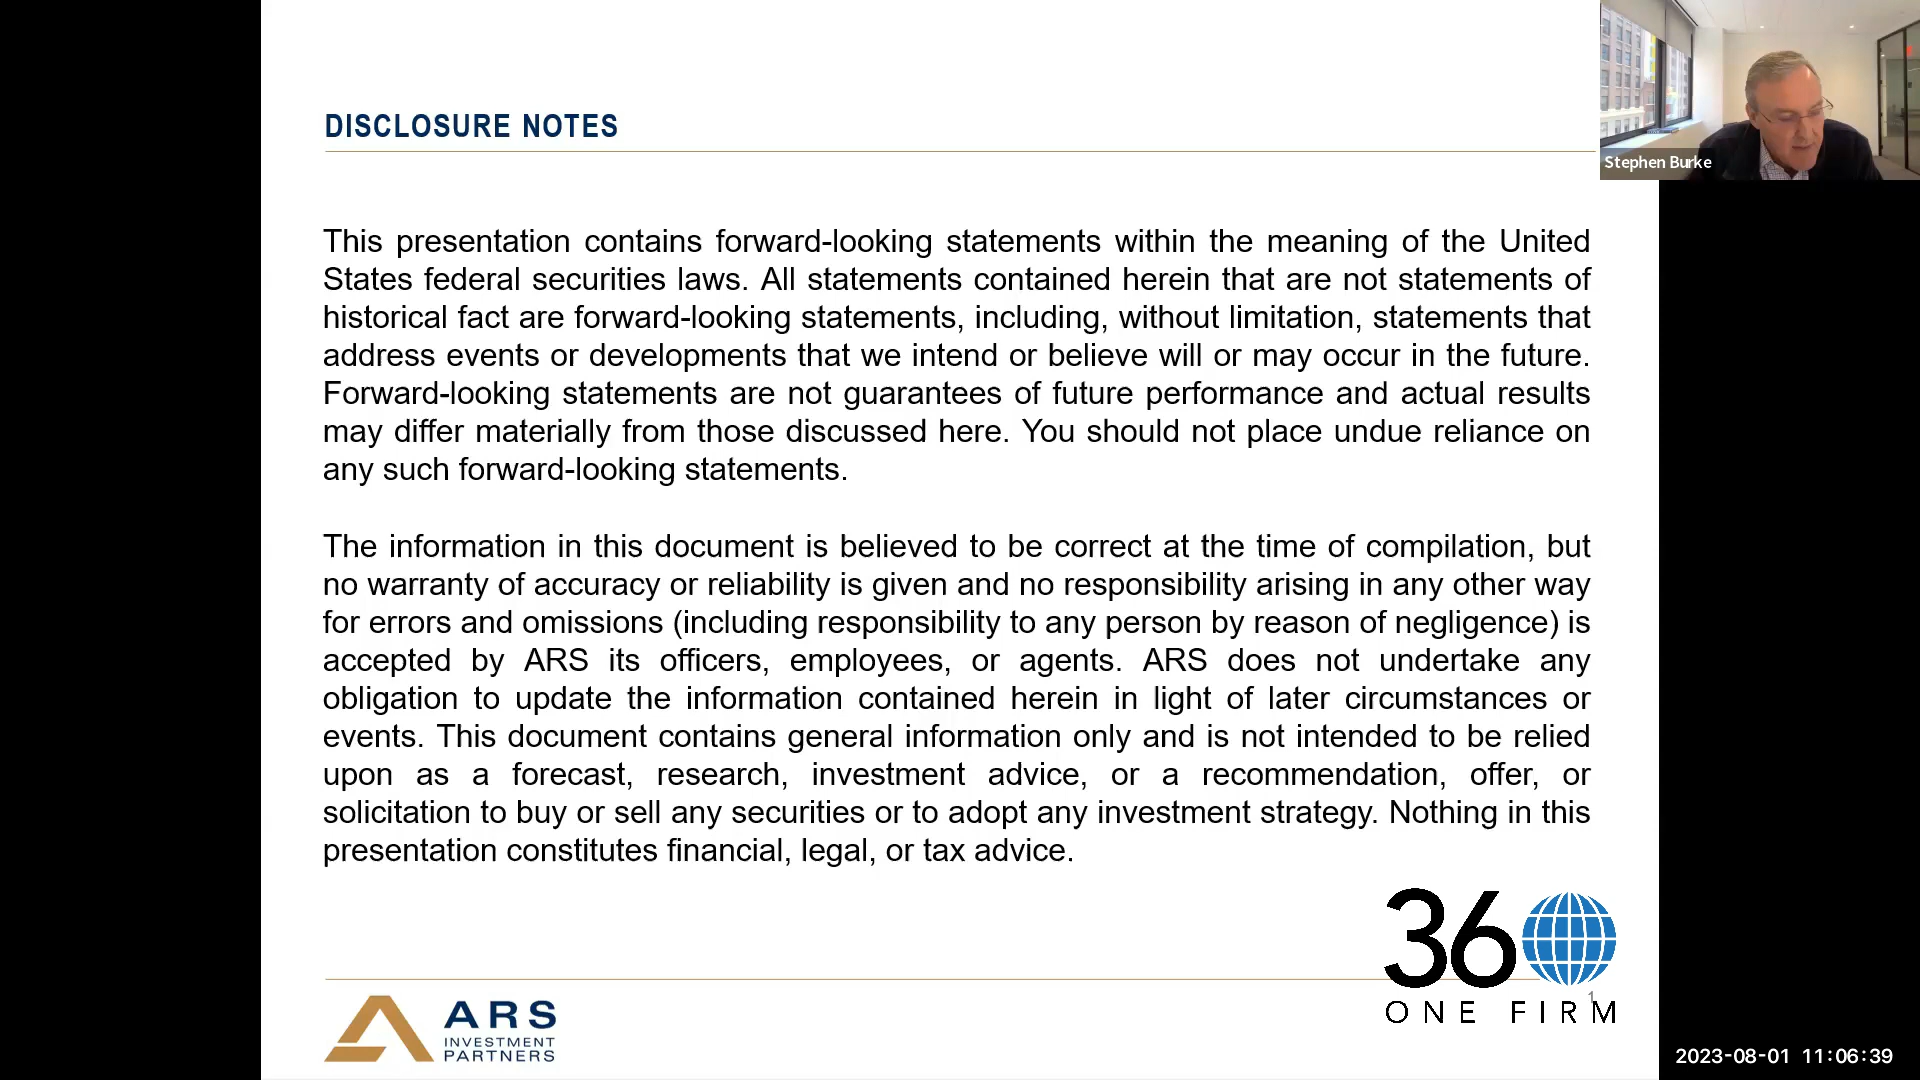 DISCLOSURE NOTES
Stephen Burke
This presentation contains forward-looking statements within the meaning of the United
States federal securities laws. All statements contained herein that are not statements of
historical fact are forward-looking statements, including, without limitation, statements that
address events or developments that we intend or believe will or may occur in the future.
Forward-looking statements are not guarantees of future performance and actual results
may differ materially from those discussed here. You should not place undue reliance on
any such forward-looking statements.
The information in this document is believed to be correct at the time of compilation, but
no warranty of accuracy or reliability is given and no responsibility arising in any other way
for errors and omissions (including responsibility to any person by reason of negligence) is
accepted by ARS its officers, employees, or agents. ARS does not undertake any
obligation to update the information contained herein in light of later circumstances or
events. This document contains general information only and is not intended to be relied
upon as a forecast, research, investment advice, or a recommendation, offer, or
solicitation to buy or sell any securities or to adopt any investment strategy. Nothing in this
presentation constitutes financial, legal, or tax advice.
360
ONE FIRM
1
ARS
INVESTMENT
PARTNERS
2023-08-01 11:06:39